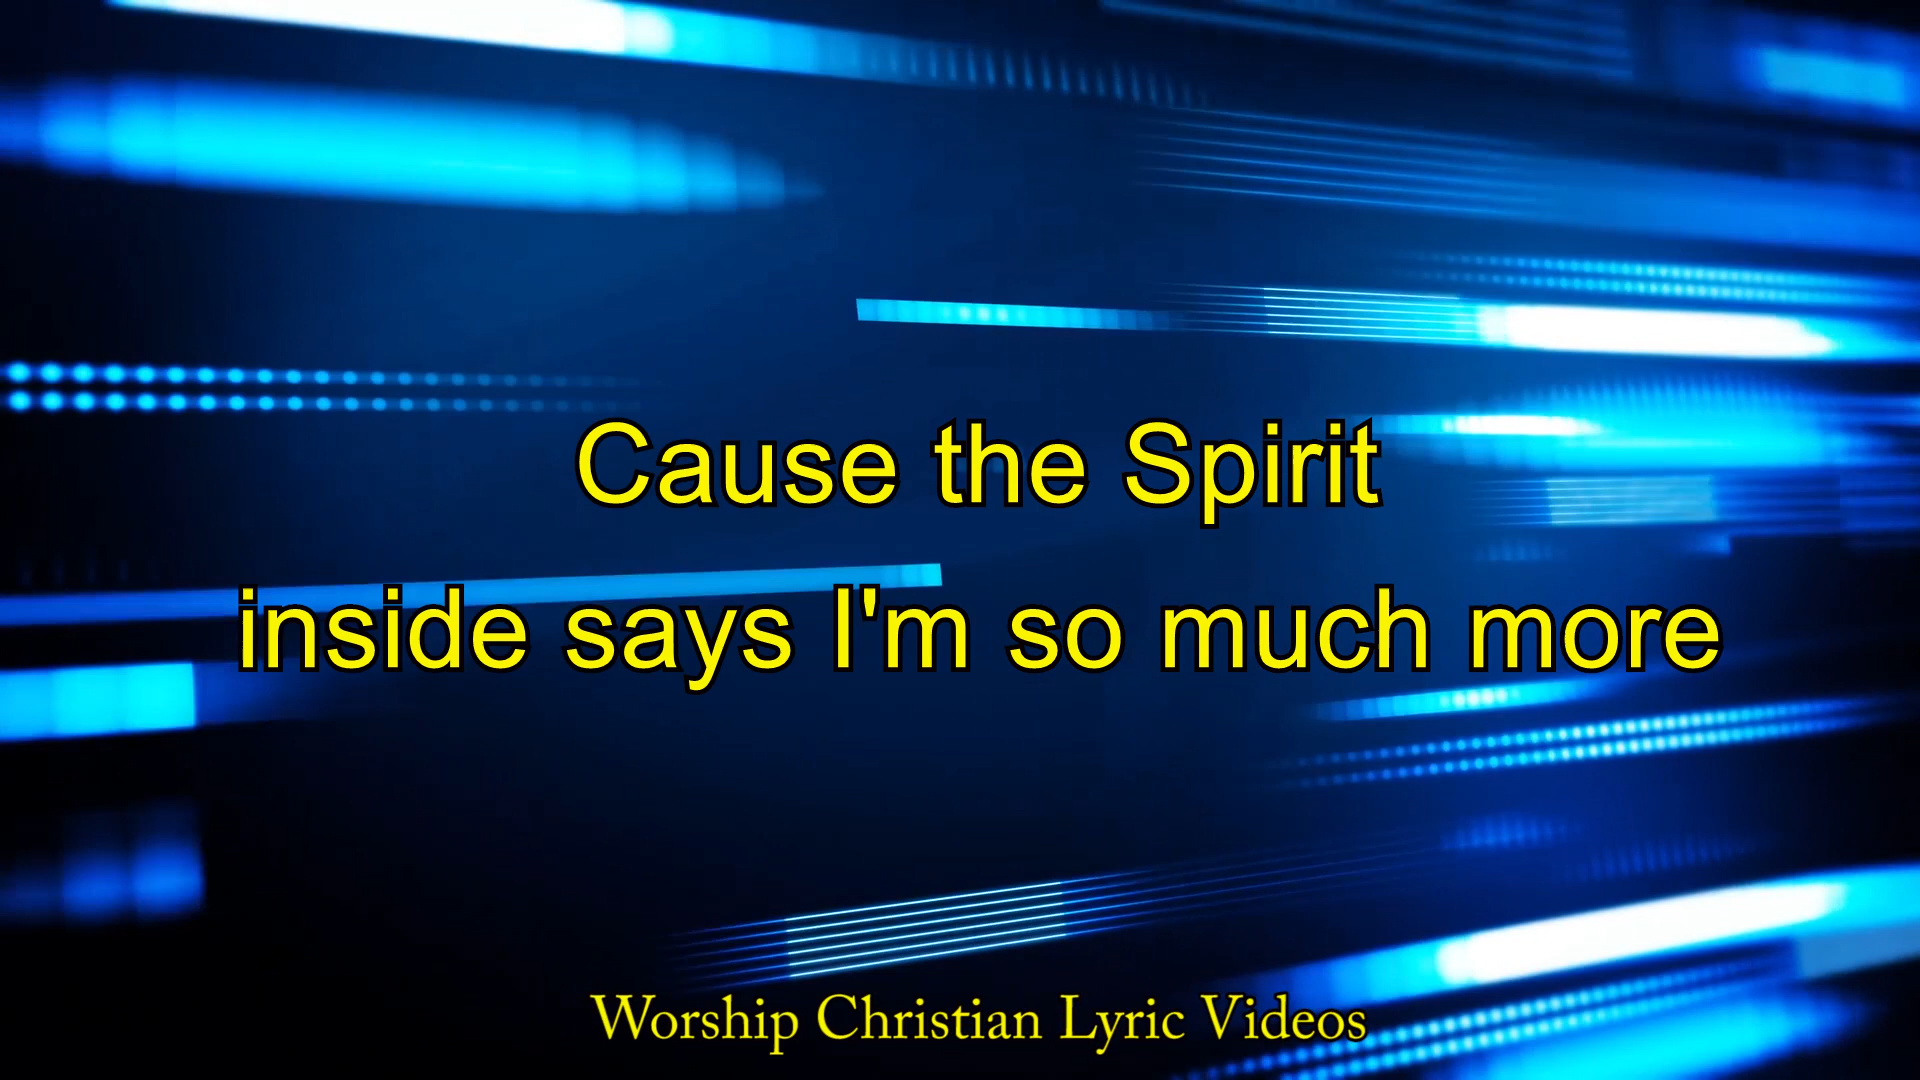 Cause the Spirit
inside says I'm so much more
Worship Christian Lyric Videos